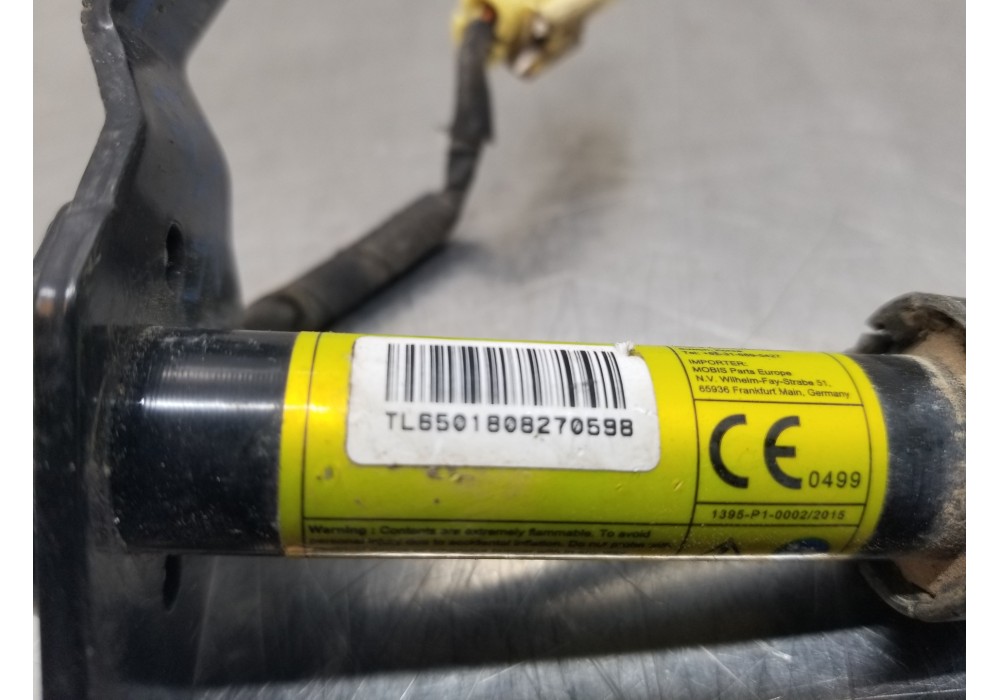 TL6501808270598
IMPORTER:
MOBIS Parts Europe
N.V. Wilhelm-Fay-Strabe 51,
65936 Frankfurt Main, Germany
CE 0499
1395-P1-0002/2015
Warning : Contents are extremely flammable. To avoid